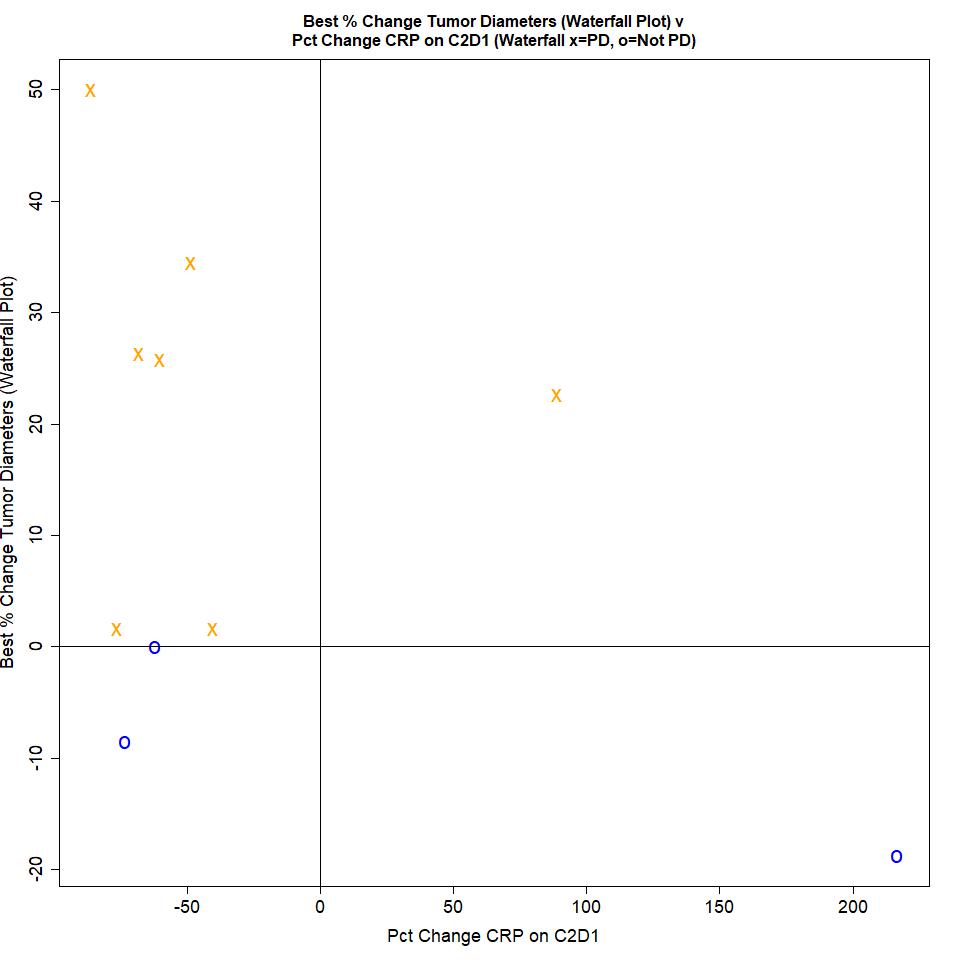 Best % Change Tumor Diameters (Waterfall Plot) v
Pct Change CRP on C2D1 (Waterfall x=PD, o=Not PD)
Best % Change Tumor Diameters (Waterfall Plot)
50
40
30
20
10
0
-10
-20
X
X
X
X
X
X
X
O
O
O
-50
0
50
100
150
200
Pct Change CRP on C2D1